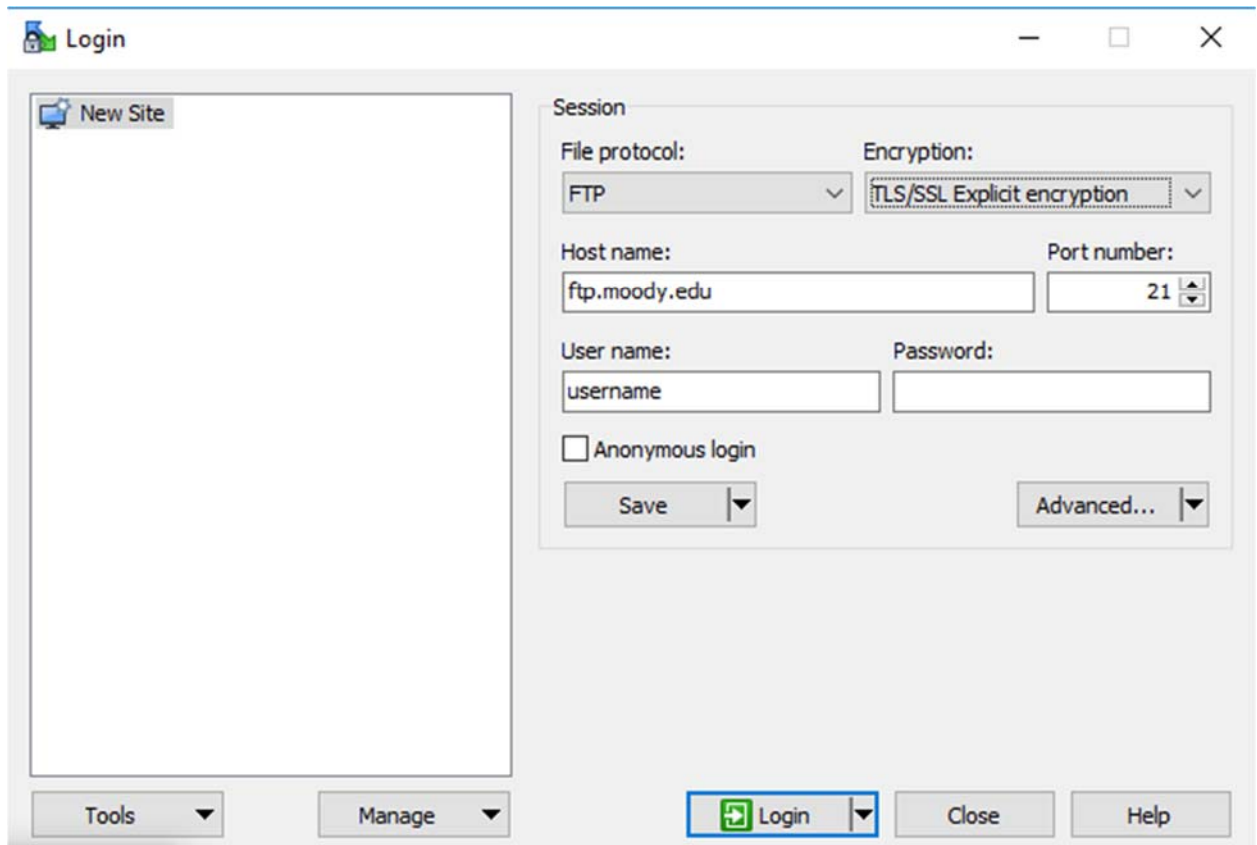 Login
New Site
Session
File protocol: Encryption:
FTP TLS/SSL Explicit encryption
Host name: Port number:
ftp.moody.edu 21
User name: Password:
username
Anonymous login
Save Advanced...
Tools Manage Login Close Help